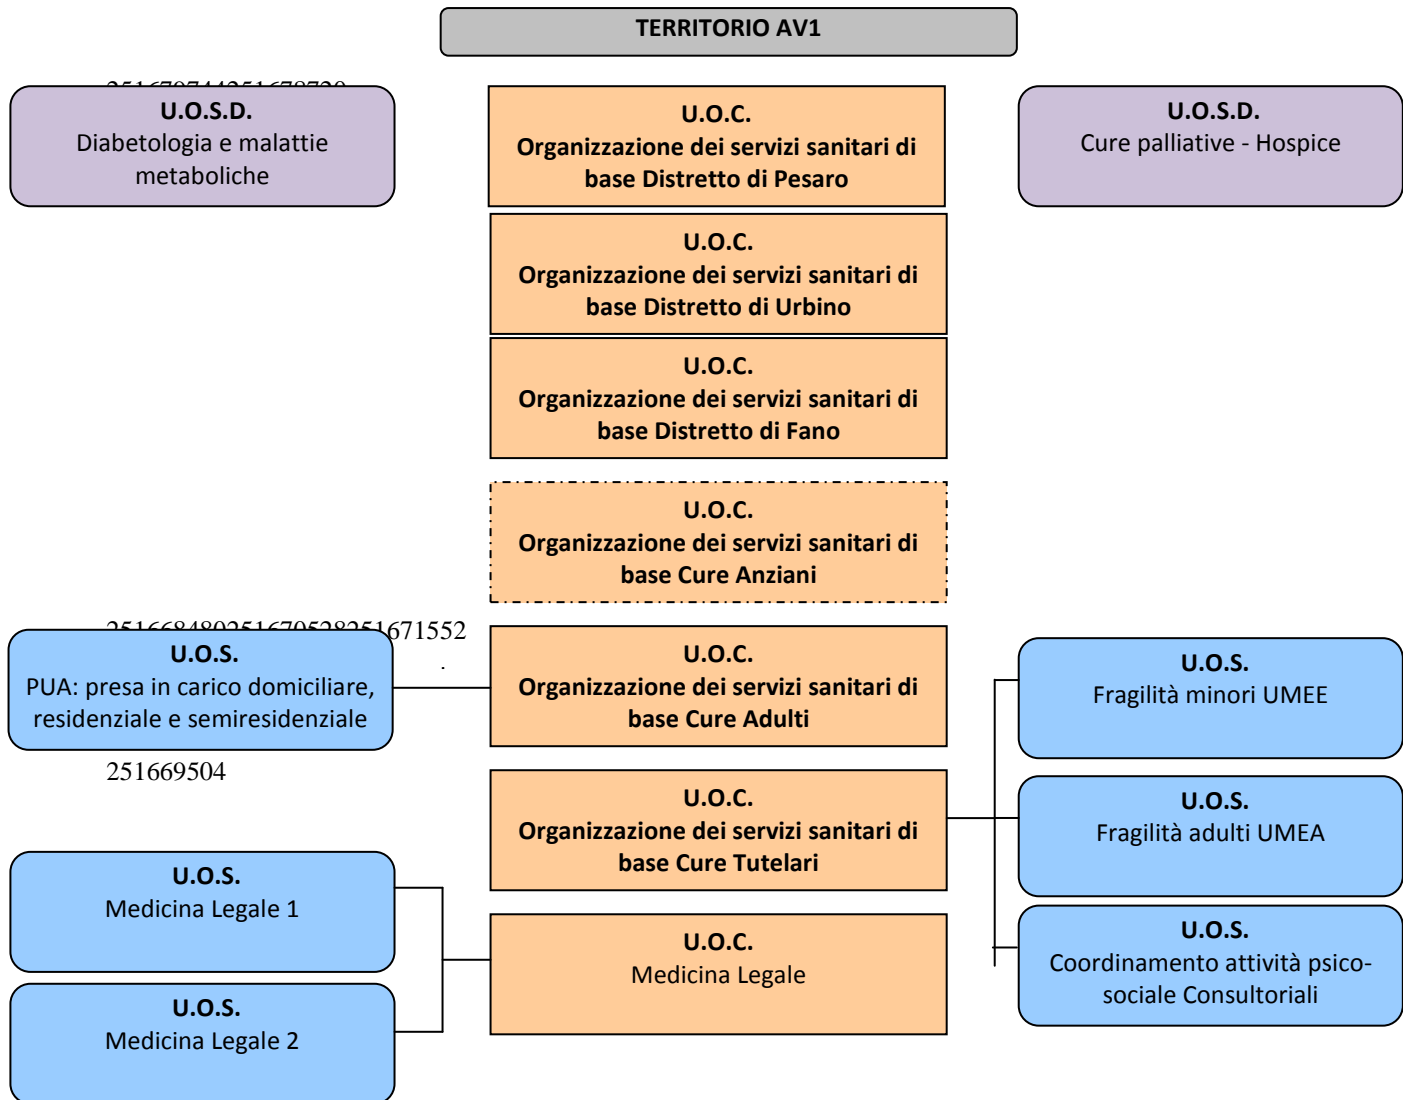 TERRITORIO AV1
U.O.S.D.
Diabetologia e malattie
metaboliche
U.O.C.
Organizzazione dei servizi sanitari di
base Distretto di Pesaro
U.O.S.D.
Cure palliative - Hospice
U.O.C.
Organizzazione dei servizi sanitari di
base Distretto di Urbino
U.O.C.
Organizzazione dei servizi sanitari di
base Distretto di Fano
U.O.C.
Organizzazione dei servizi sanitari di
base Cure Anziani
U.O.S.
PUA: presa in carico domiciliare,
residenziale e semiresidenziale
U.O.C.
Organizzazione dei servizi sanitari di
base Cure Adulti
U.O.S.
Fragilità minori UMEE
251669504
U.O.C.
Organizzazione dei servizi sanitari di
base Cure Tutelari
U.O.S.
Fragilità adulti UMEA
U.O.S.
Medicina Legale 1
U.O.C.
Medicina Legale
U.O.S.
Coordinamento attività psico-
sociale Consultoriali
U.O.S.
Medicina Legale 2